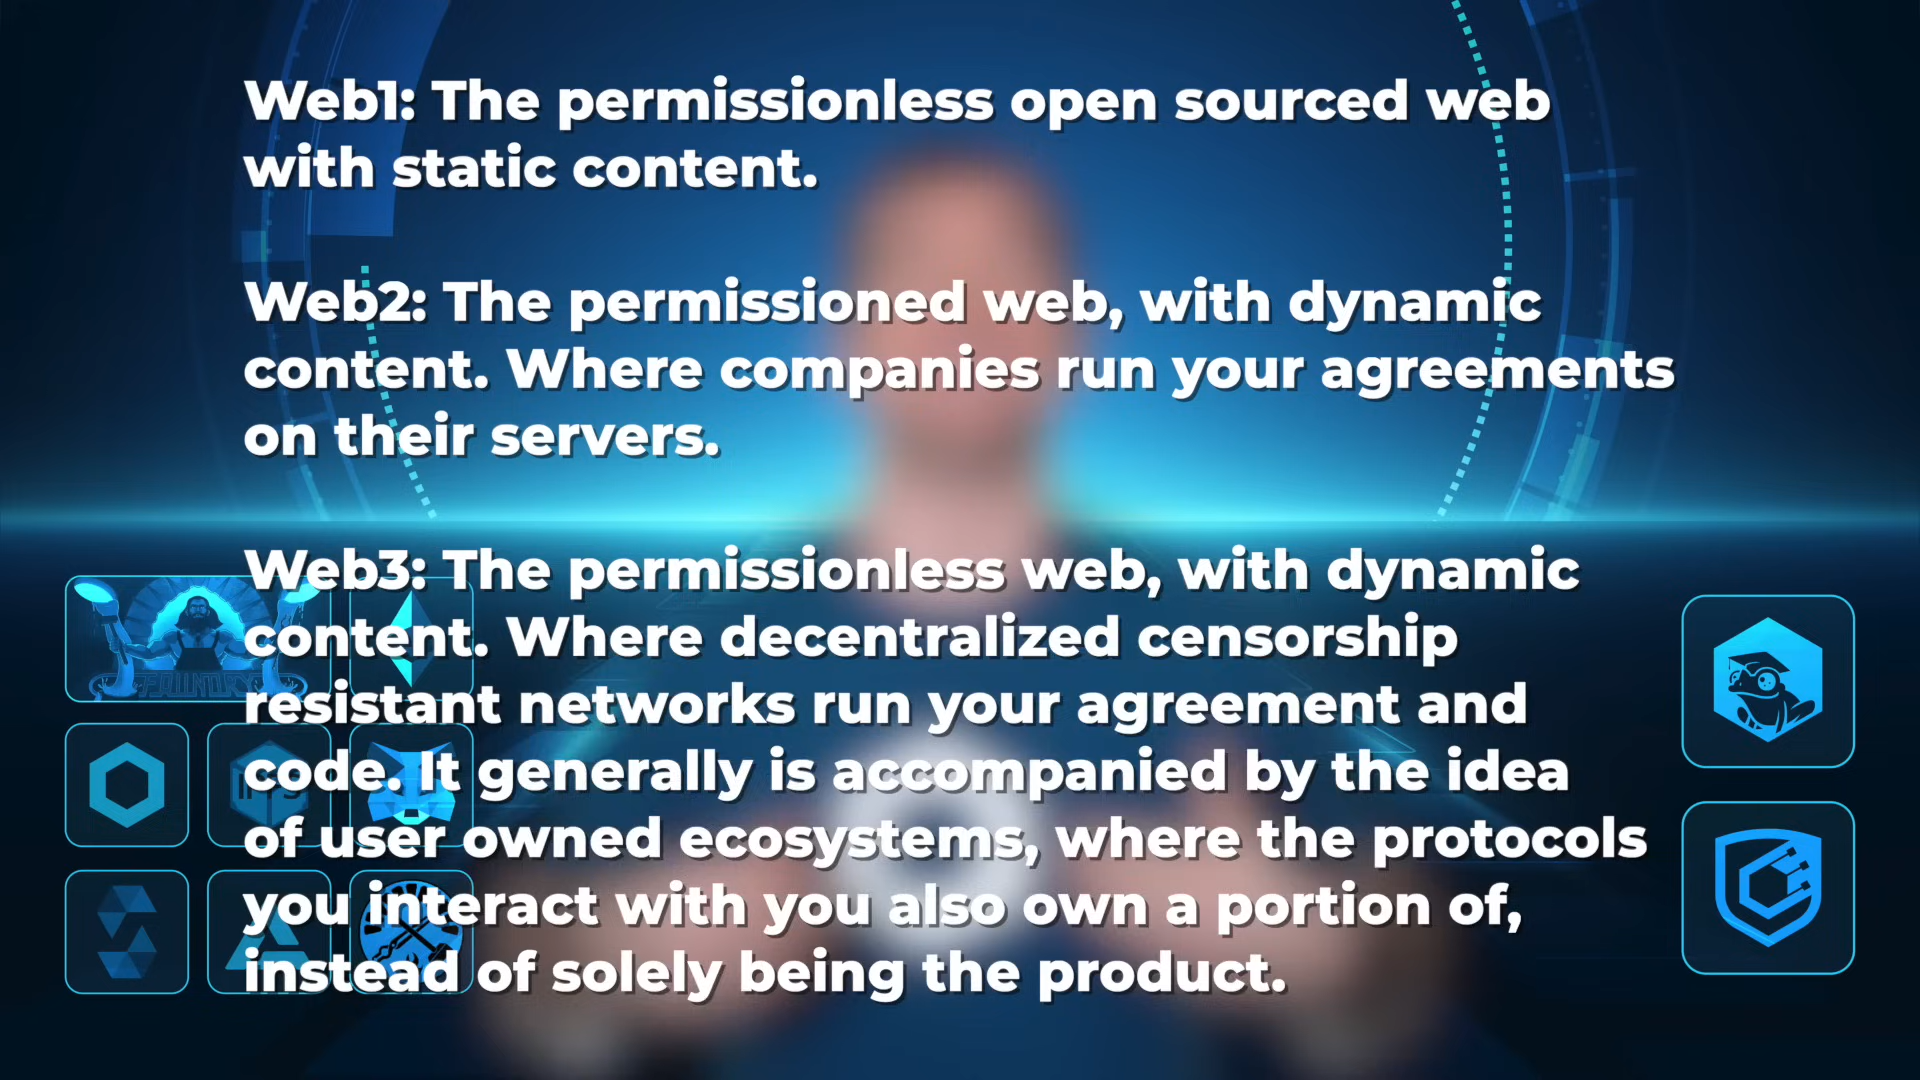 Web1: The permissionless open sourced web
with static content.
Web2: The permissioned web, with dynamic
content. Where companies run your agreements
on their servers.
Web3: The permissionless web, with dynamic
content. Where decentralized censorship
resistant networks run your agreement and
code. It generally is accompanied by the idea
of user owned ecosystems, where the protocols
you interact with you also own a portion of,
instead of solely being the product.
FOUNDRY